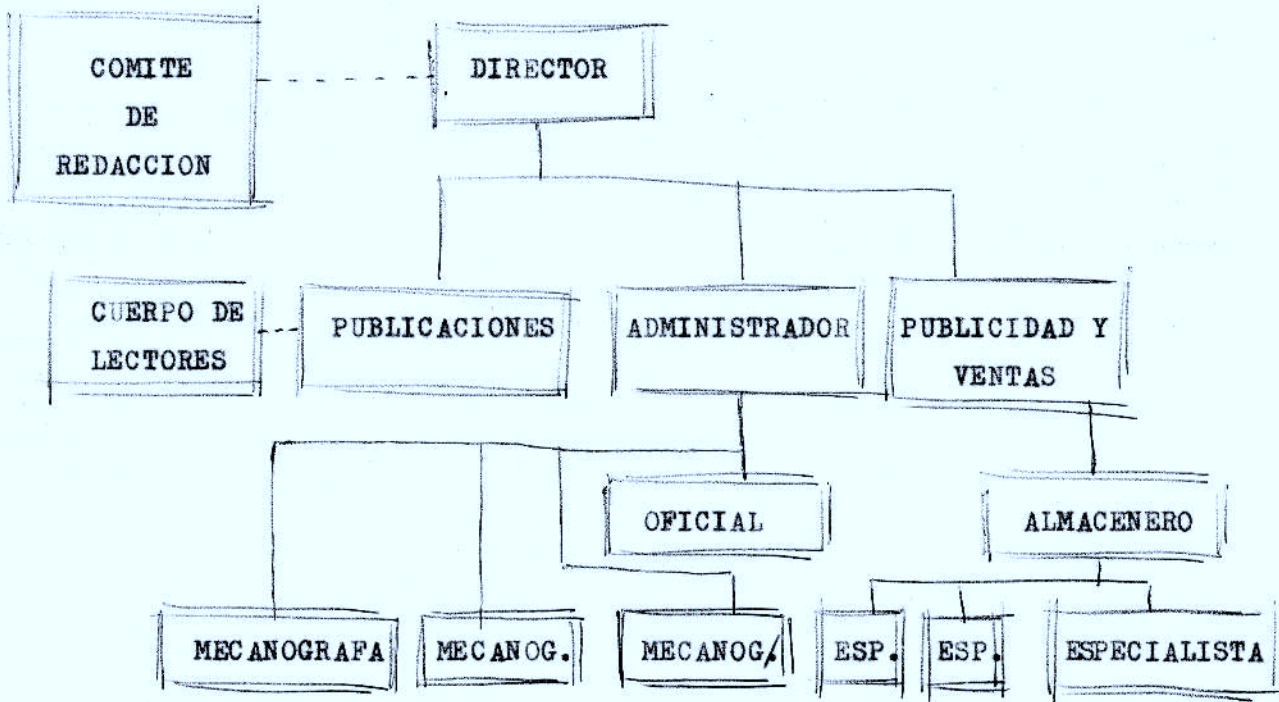 COMITE
DE
REDACCION
DIRECTOR
CUERPO DE
LECTORES
PUBLICACIONES
ADMINISTRADOR
PUBLICIDAD Y
VENTAS
OFICIAL
ALMACENERO
MECANOGRAFA
MECANOG.
MECANOG/.
ESP.
ESP.
ESPECIALISTA